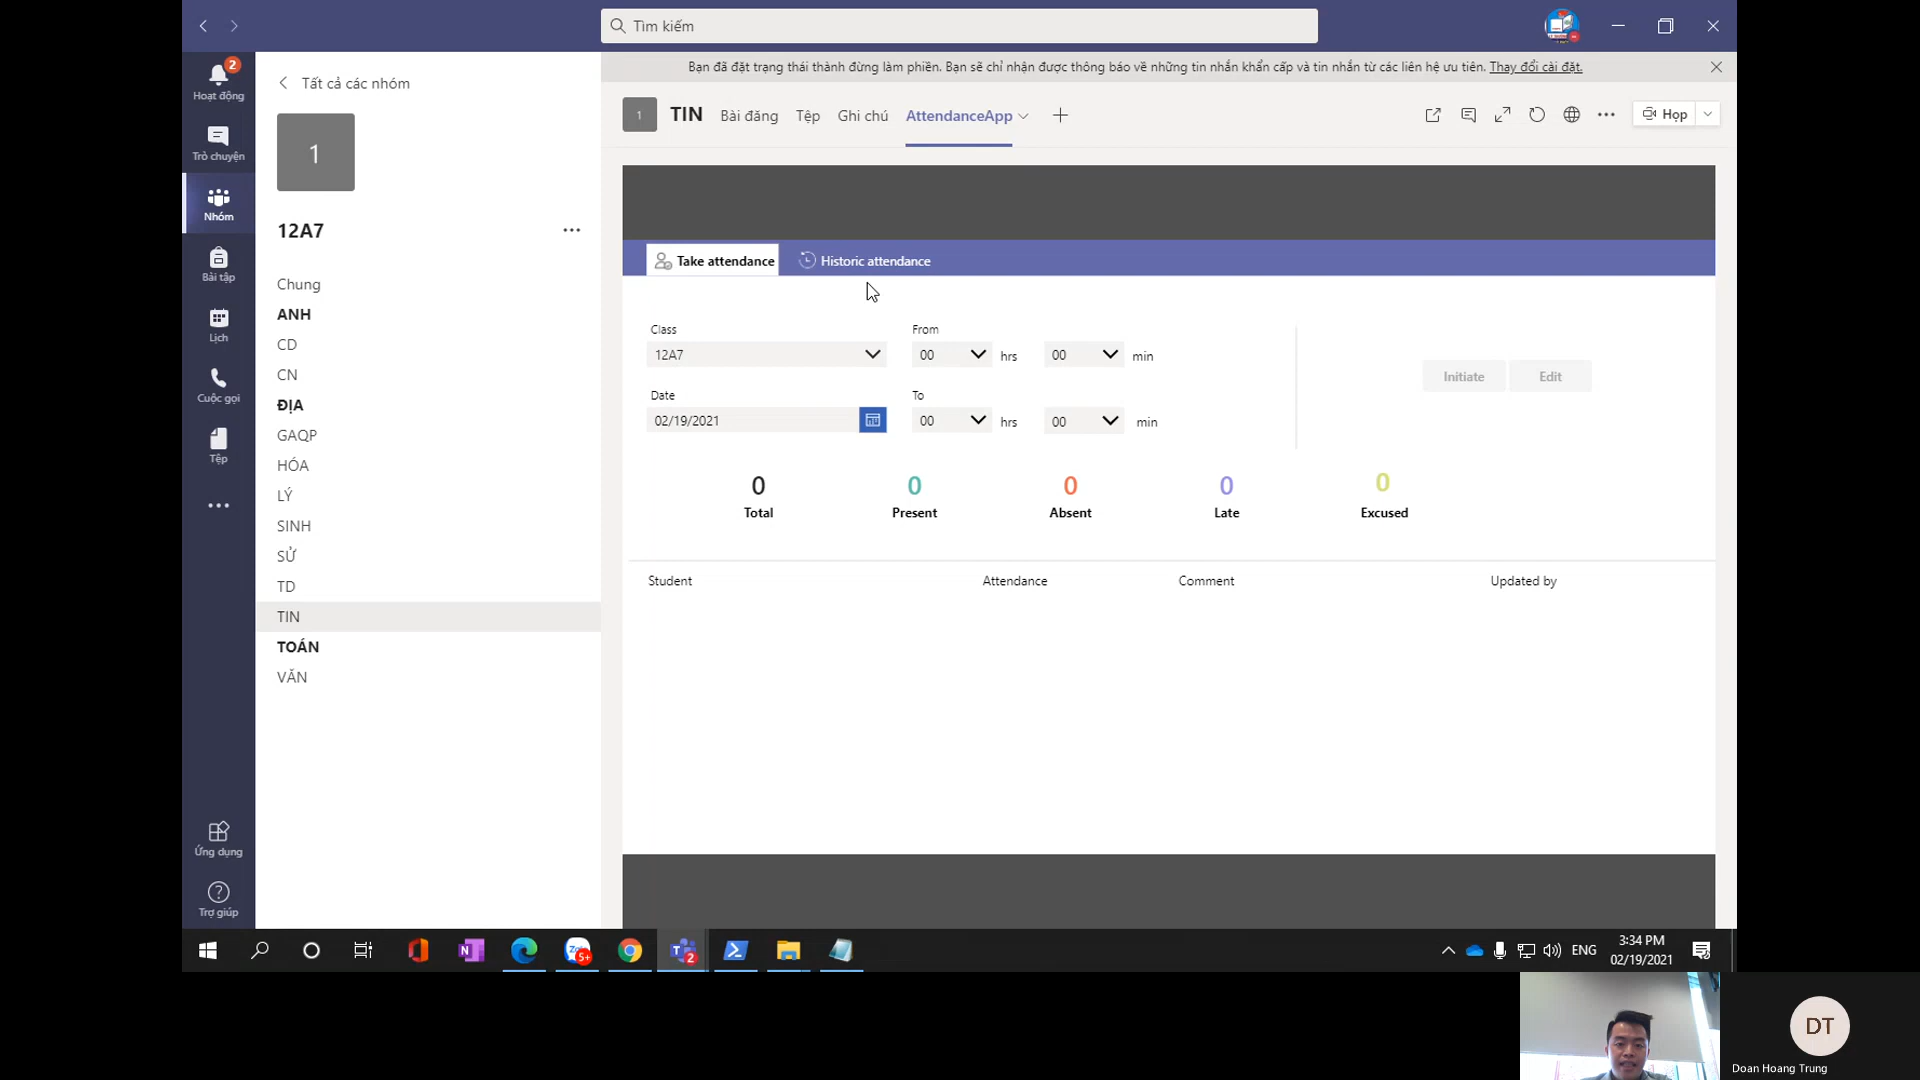 Tìm kiếm
Bạn đã đặt trạng thái thành đừng làm phiền. Bạn sẽ chỉ nhận được thông báo về những tin nhắn khẩn cấp và tin nhắn từ các liên hệ ưu tiên. Thay đổi cài đặt.
2
Hoạt động
Trò chuyện
Nhóm
Bài tập
Lịch
Cuộc gọi
Tệp
Ứng dụng
Trợ giúp
Tất cả các nhóm
1
12A7
Chung
ANH
CD
CN
ĐỊA
GAQP
HÓA
LÝ
SINH
SỬ
TD
TIN
TOÁN
VĂN
1 TIN Bài đăng Tệp Ghi chú AttendanceApp Họp
Take attendance Historic attendance
Class From
12A7 00 hrs 00 min
Initiate Edit
Date To
02/19/2021 00 hrs 00 min
0 0 0 0 0
Total Present Absent Late Excused
Student Attendance Comment Updated by
Zalo 5+ T 2 ENG 3:34 PM
02/19/2021
DT
Doan Hoang Trung